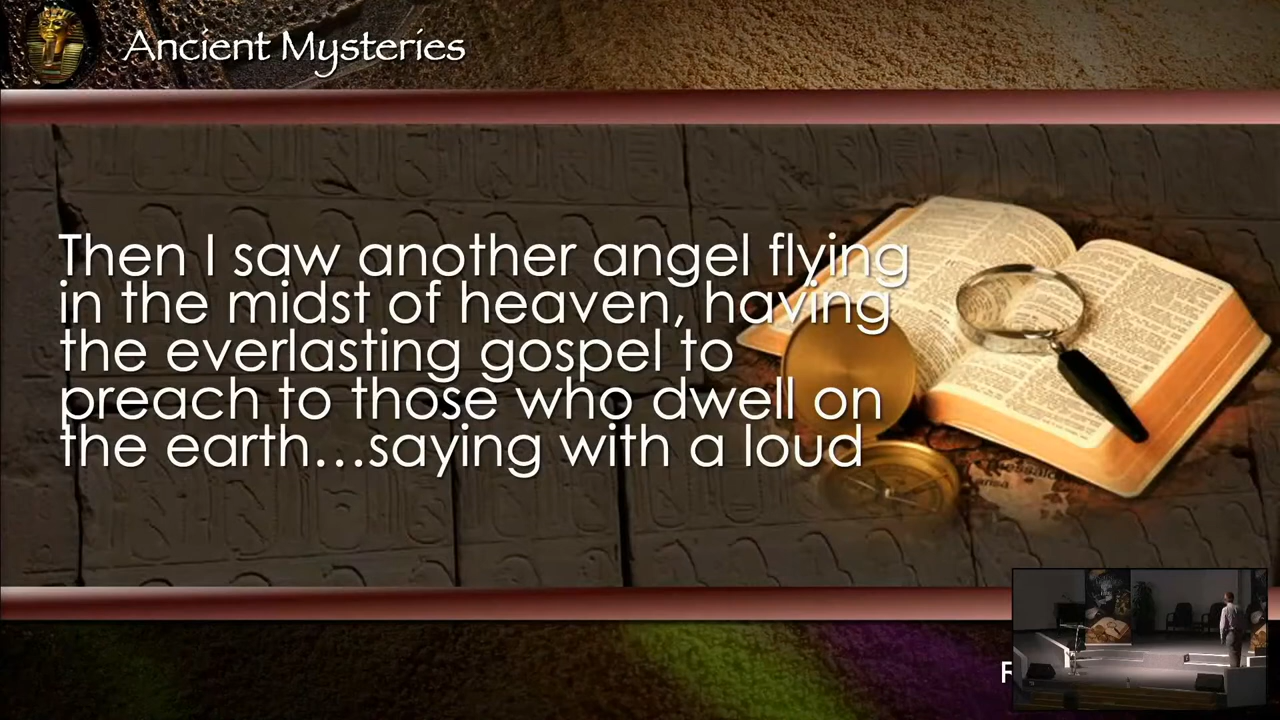 Ancient Mysteries
Then I saw another angel flying
in the midst of heaven, having
the everlasting gospel to
preach to those who dwell on
the earth…saying with a loud